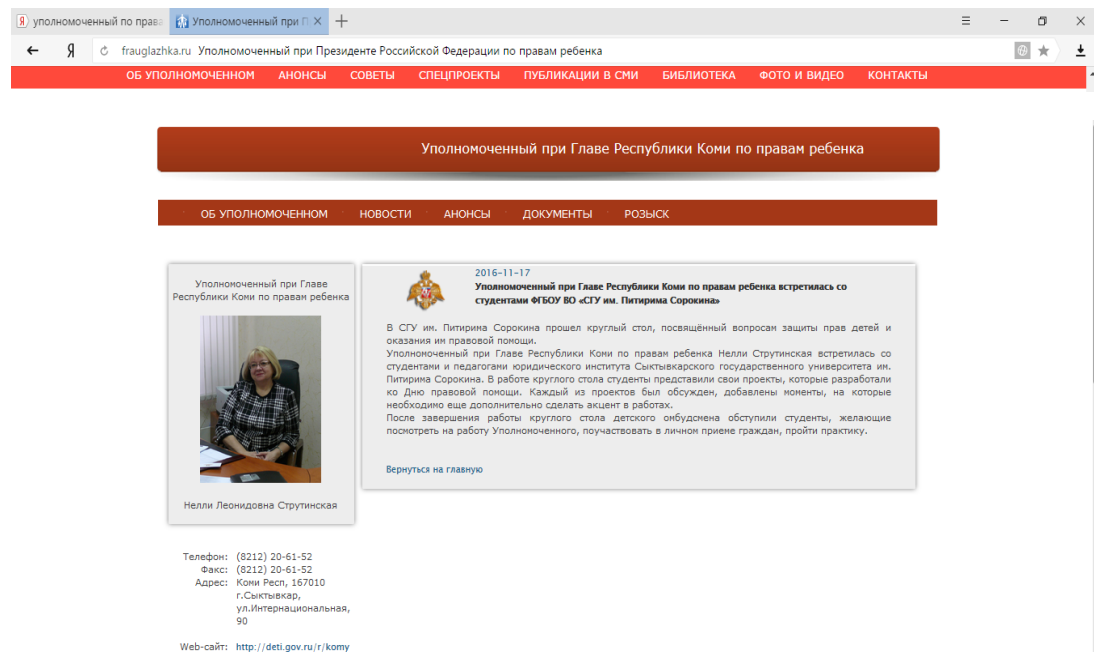 уполномоченный по права
Уполномоченный при П
frauglazhka.ru Уполномоченный при Президенте Российской Федерации по правам ребенка
ОБ УПОЛНОМОЧЕННОМ АНОНСЫ СОВЕТЫ СПЕЦПРОЕКТЫ ПУБЛИКАЦИИ В СМИ БИБЛИОТЕКА ФОТО И ВИДЕО КОНТАКТЫ
Уполномоченный при Главе Республики Коми по правам ребенка
ОБ УПОЛНОМОЧЕННОМ НОВОСТИ АНОНСЫ ДОКУМЕНТЫ РОЗЫСК
Уполномоченный при Главе
Республики Коми по правам ребенка
Нелли Леонидовна Струтинская
Телефон: (8212) 20-61-52
Факс: (8212) 20-61-52
Адрес: Коми Респ, 167010
г.Сыктывкар,
ул.Интернациональная,
90
Web-сайт: http://deti.gov.ru/r/komy
2016-11-17
Уполномоченный при Главе Республики Коми по правам ребенка встретилась со
студентами ФГБОУ ВО «СГУ им. Питирима Сорокина»
В СГУ им. Питирима Сорокина прошел круглый стол, посвящённый вопросам защиты прав детей и
оказания им правовой помощи.
Уполномоченный при Главе Республики Коми по правам ребенка Нелли Струтинская встретилась со
студентами и педагогами юридического института Сыктывкарского государственного университета им.
Питирима Сорокина. В работе круглого стола студенты представили свои проекты, которые разработали
ко Дню правовой помощи. Каждый из проектов был обсужден, добавлены моменты, на которые
необходимо еще дополнительно сделать акцент в работах.
После завершения работы круглого стола детского омбудсмена обступили студенты, желающие
посмотреть на работу Уполномоченного, поучаствовать в личном приеме граждан, пройти практику.
Вернуться на главную